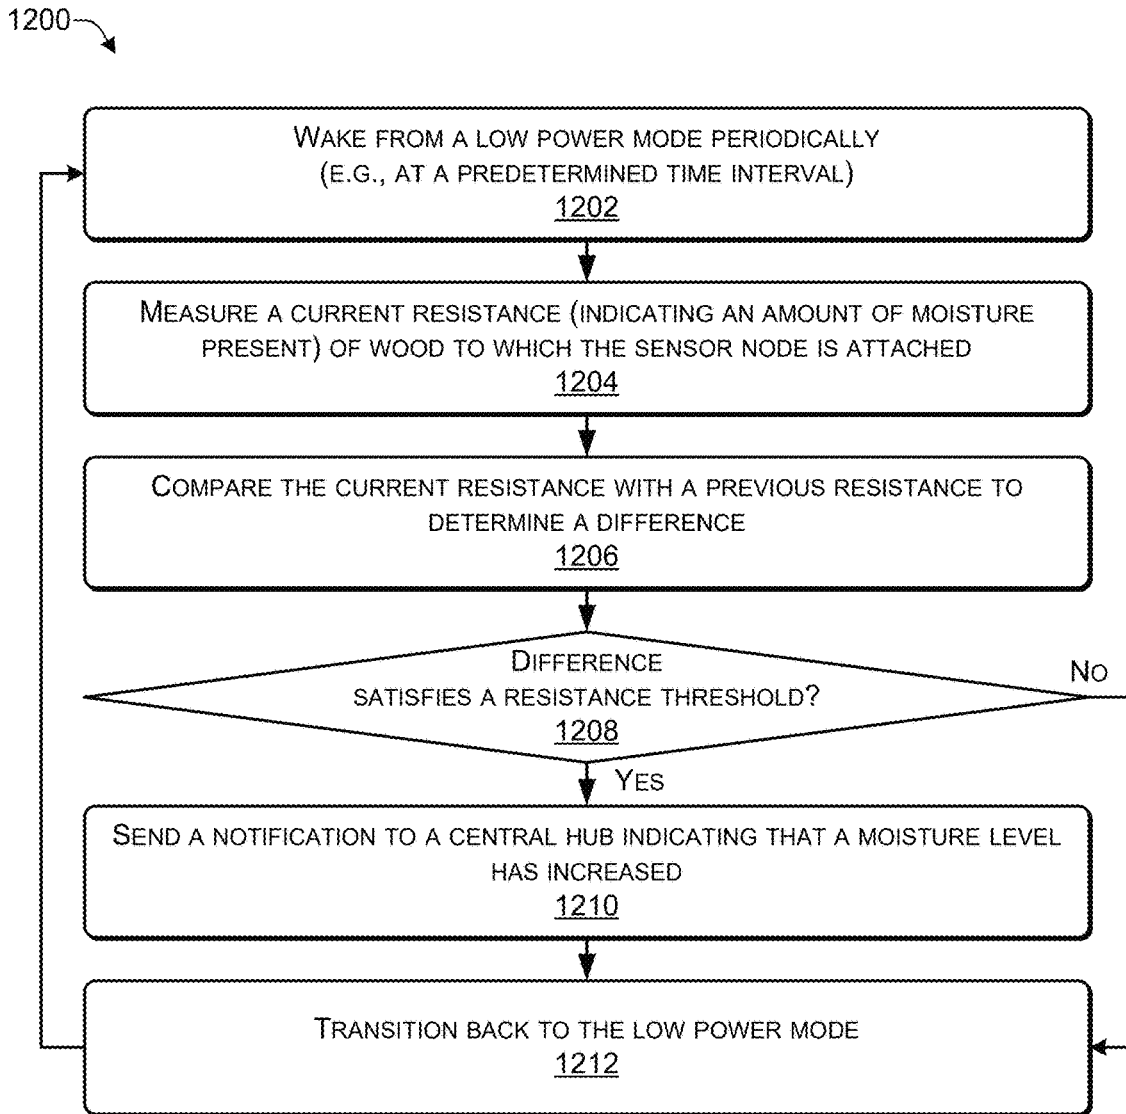 1200
WAKE FROM A LOW POWER MODE PERIODICALLY
(E.G., AT A PREDETERMINED TIME INTERVAL)
1202
MEASURE A CURRENT RESISTANCE (INDICATING AN AMOUNT OF MOISTURE
PRESENT) OF WOOD TO WHICH THE SENSOR NODE IS ATTACHED
1204
COMPARE THE CURRENT RESISTANCE WITH A PREVIOUS RESISTANCE TO
DETERMINE A DIFFERENCE
1206
DIFFERENCE
SATISFIES A RESISTANCE THRESHOLD?
1208
NO
YES
SEND A NOTIFICATION TO A CENTRAL HUB INDICATING THAT A MOISTURE LEVEL
HAS INCREASED
1210
TRANSITION BACK TO THE LOW POWER MODE
1212